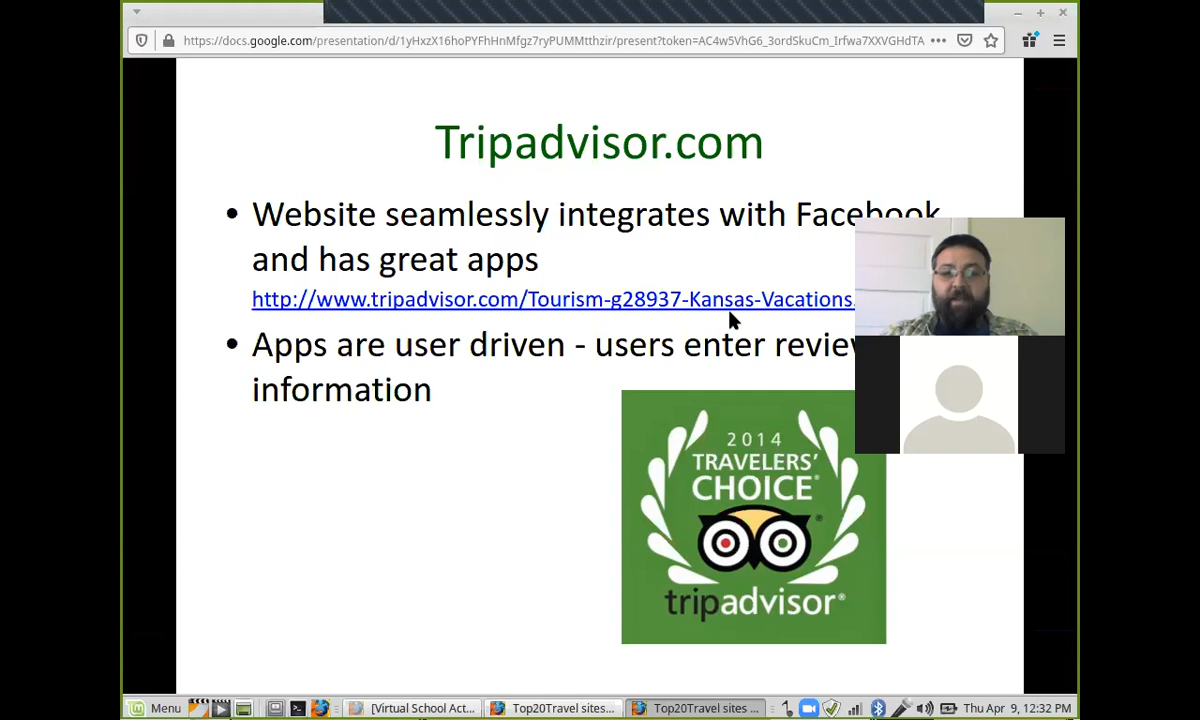 https://docs.google.com/presentation/d/1yHxzX16hoPYFhHnMfgz7ryPUMMtthzir/present?token=AC4w5VhG6_3ordSkuCm_Irfwa7XXVGHdTA
Tripadvisor.com
• Website seamlessly integrates with Facebook
and has great apps
http://www.tripadvisor.com/Tourism-g28937-Kansas-Vacations.
• Apps are user driven - users enter
information
2014
TRAVELERS'
CHOICE®
tripadvisor®
Menu [Virtual School Act... Top20Travel sites... Top20Travel sites ... Thu Apr 9, 12:32 PM